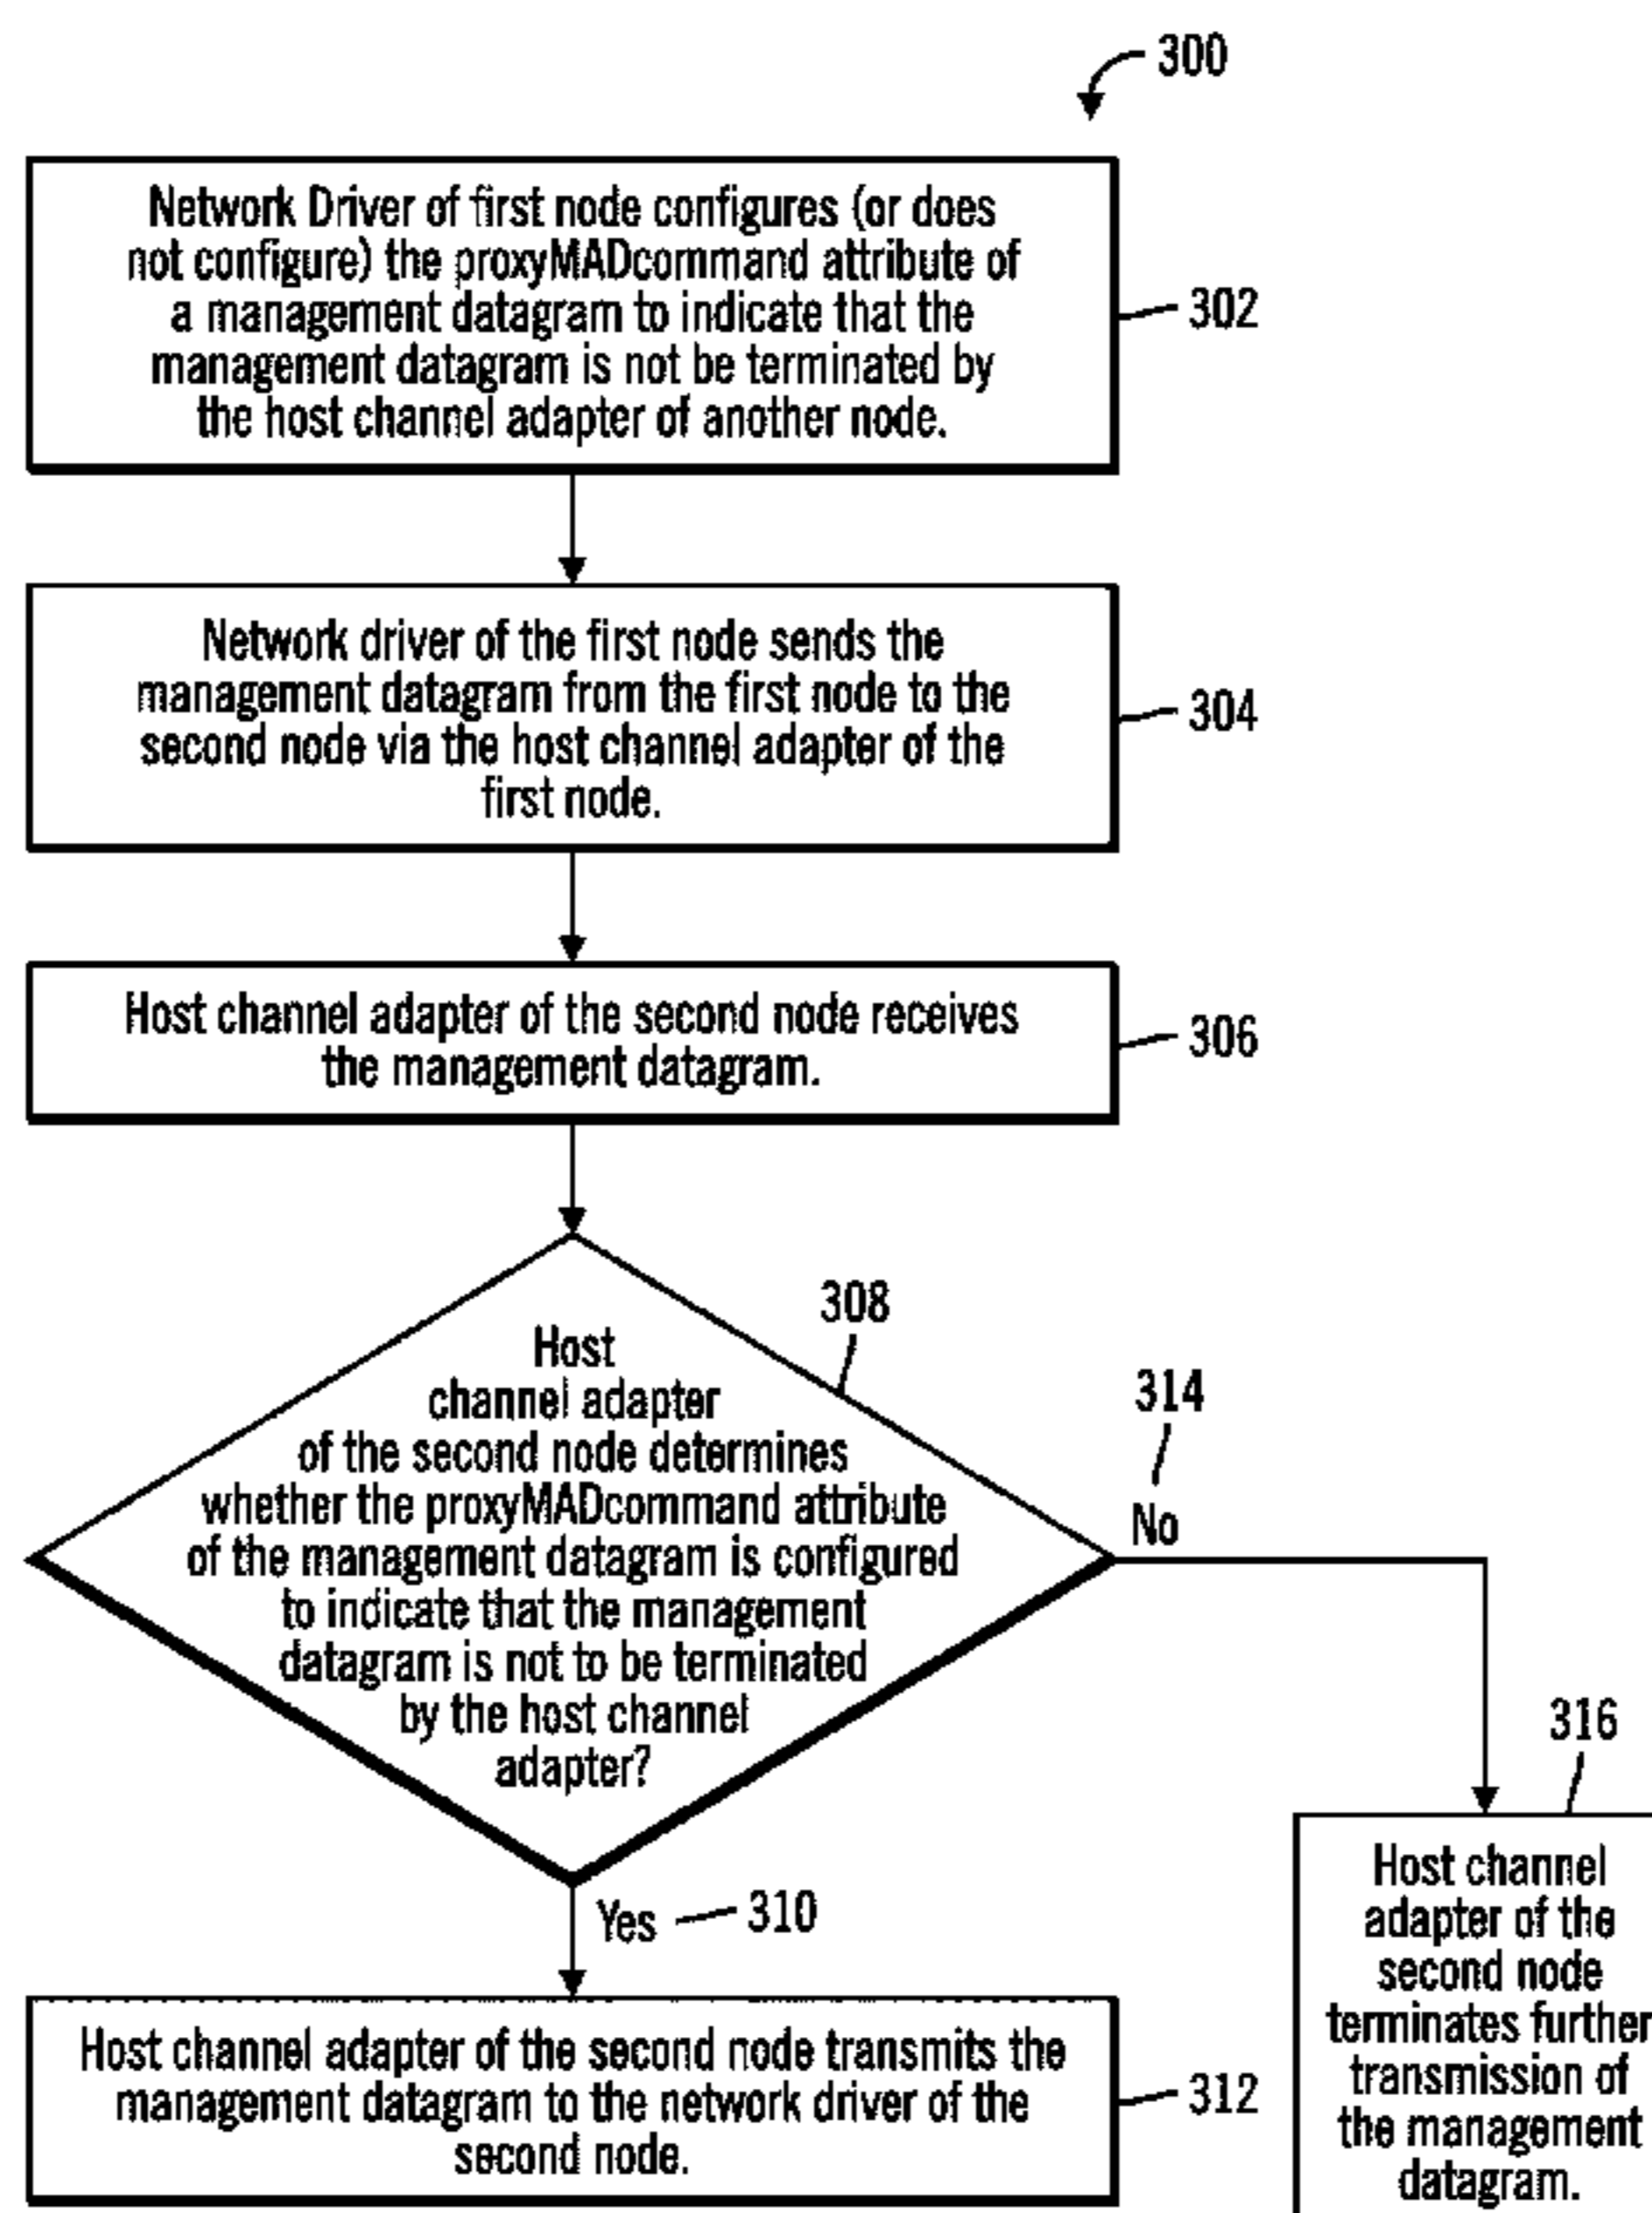 300
Network Driver of first node configures (or does
not configure) the proxyMADcommand attribute of
a management datagram to indicate that the
management datagram is not be terminated by
the host channel adapter of another node.
302
Network driver of the first node sends the
management datagram from the first node to the
second node via the host channel adapter of the
first node.
304
Host channel adapter of the second node receives
the management datagram.
306
308
Host
channel adapter
of the second node determines
whether the proxyMADcommand attribute
of the management datagram is configured
to indicate that the management
datagram is not to be terminated
by the host channel
adapter?
314
No
Yes
310
Host channel adapter of the second node transmits the
management datagram to the network driver of the
second node.
312
316
Host channel
adapter of the
second node
terminates further
transmission of
the management
datagram.